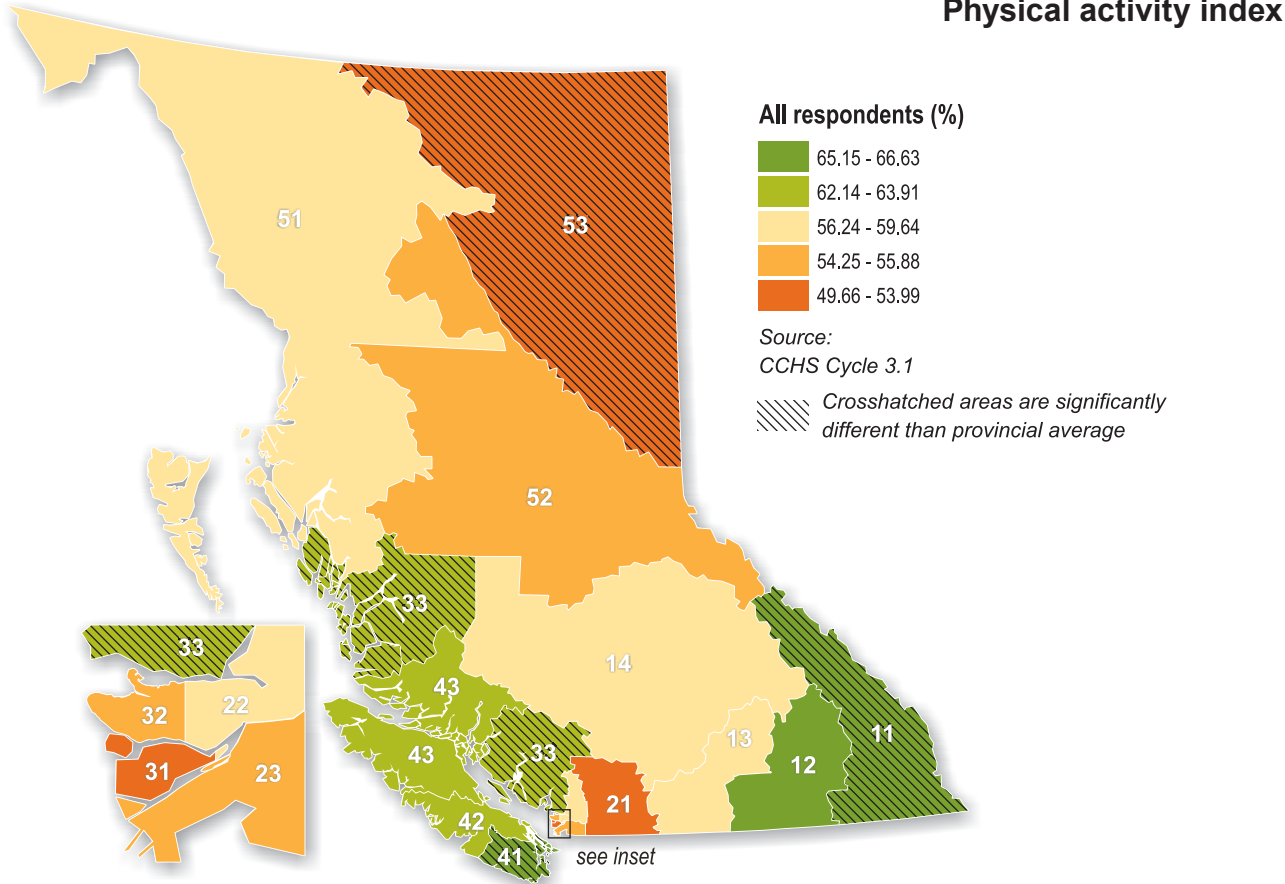 Physical activity index
All respondents (%)
65.15 - 66.63
62.14 - 63.91
56.24 - 59.64
54.25 - 55.88
49.66 - 53.99
Source:
CCHS Cycle 3.1
Crosshatched areas are significantly
different than provincial average
51
53
52
33
14
43
33
13
11
12
43
21
42
41
see inset
33
32
22
31
23